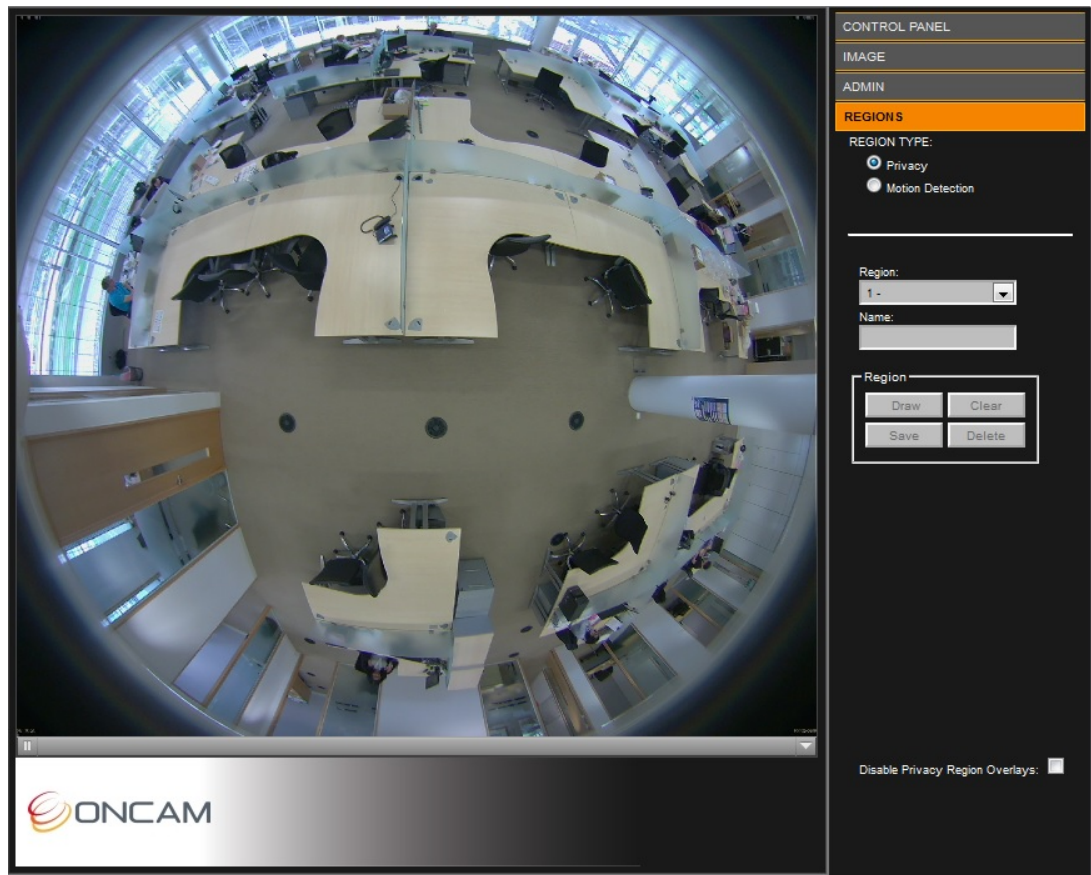 CONTROL PANEL
IMAGE
ADMIN
REGIONS
REGION TYPE:
Privacy
Motion Detection
Region:
1 -
Name:
Region
Draw Clear
Save Delete
Disable Privacy Region Overlays:
ONCAM